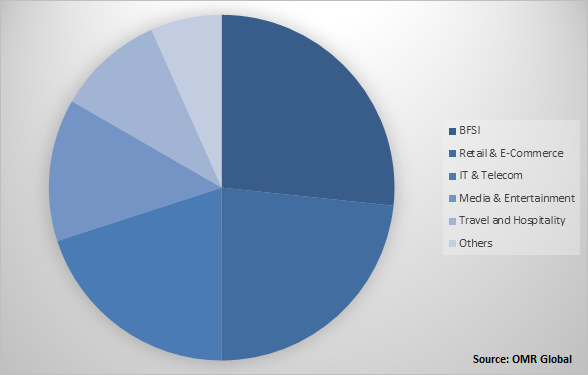 BFSI
Retail & E-Commerce
IT & Telecom
Media & Entertainment
Travel and Hospitality
Others
Source: OMR Global